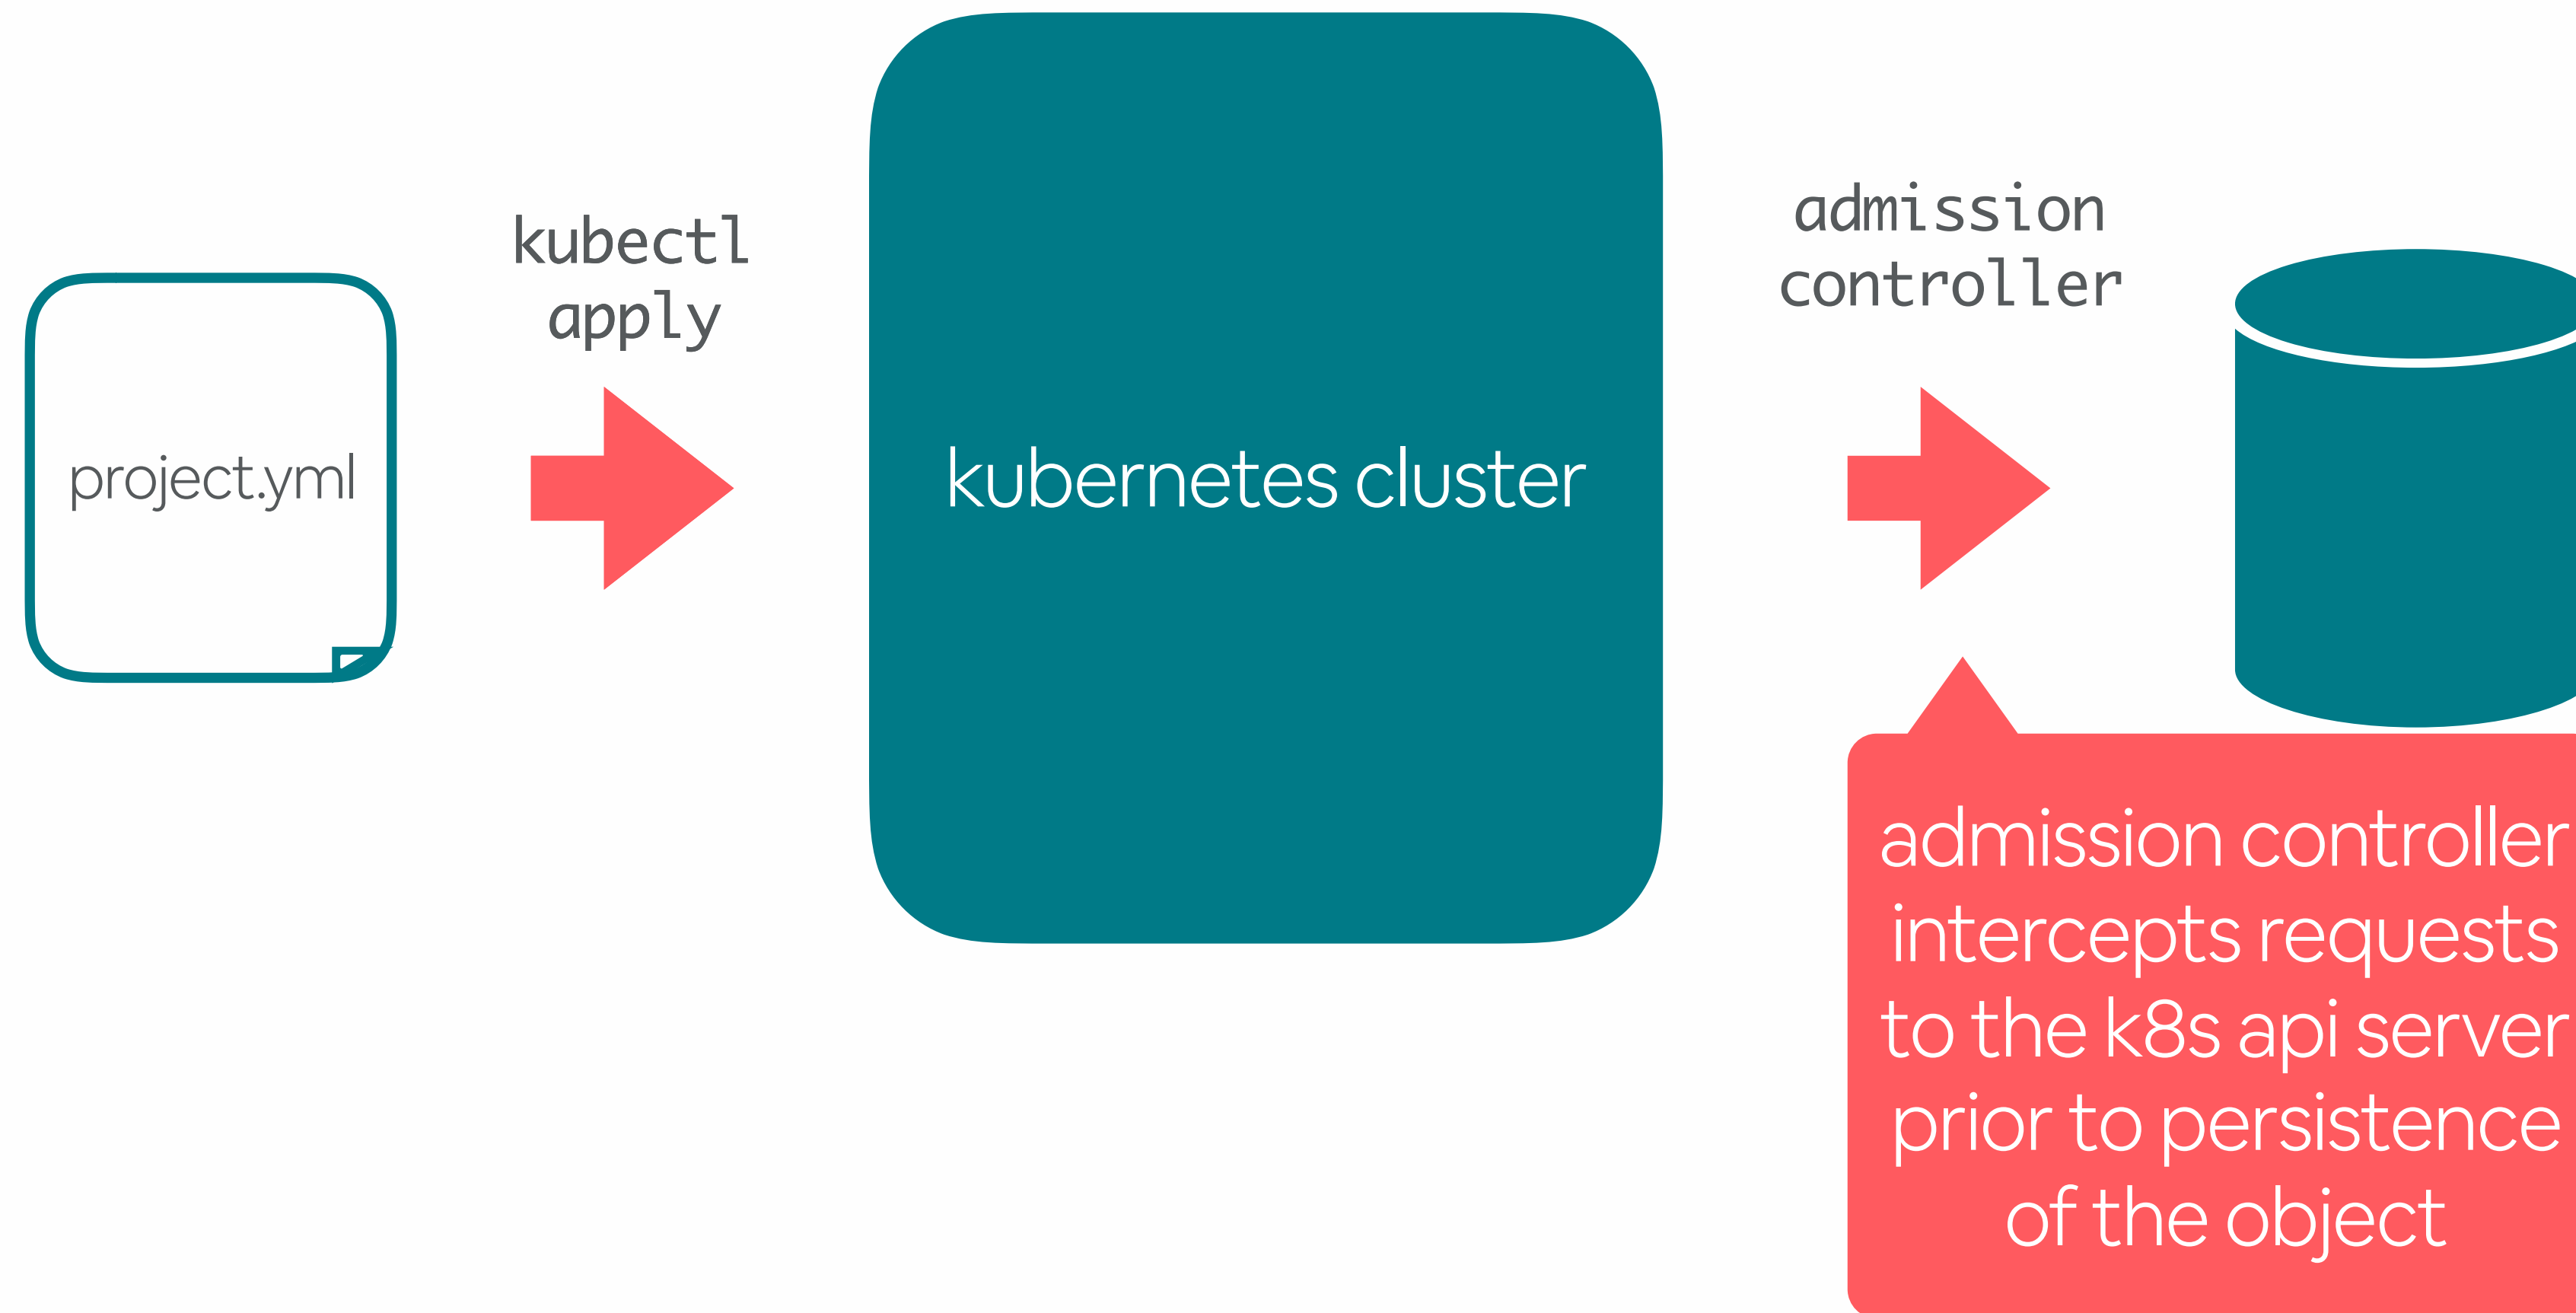 project.yml
kubectl
apply
kubernetes cluster
admission
controller
admission controller
intercepts requests
to the k8s api server
prior to persistence
of the object